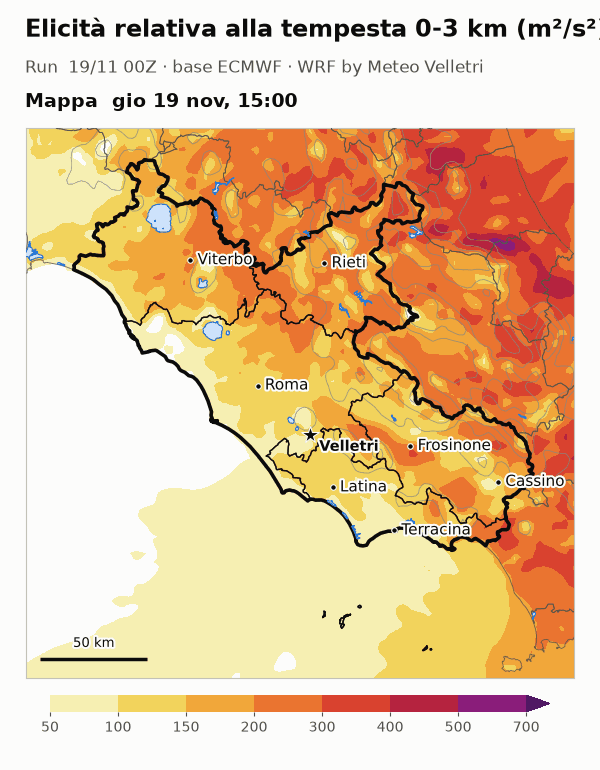 Elicità relativa alla tempesta 0-3 km (m²/s²)
Run 19/11 00Z · base ECMWF · WRF by Meteo Velletri
Mappa gio 19 nov, 15:00
Viterbo
Rieti
Roma
Velletri
Frosinone
Cassino
Latina
Terracina
50 km
50 100 150 200 300 400 500 700